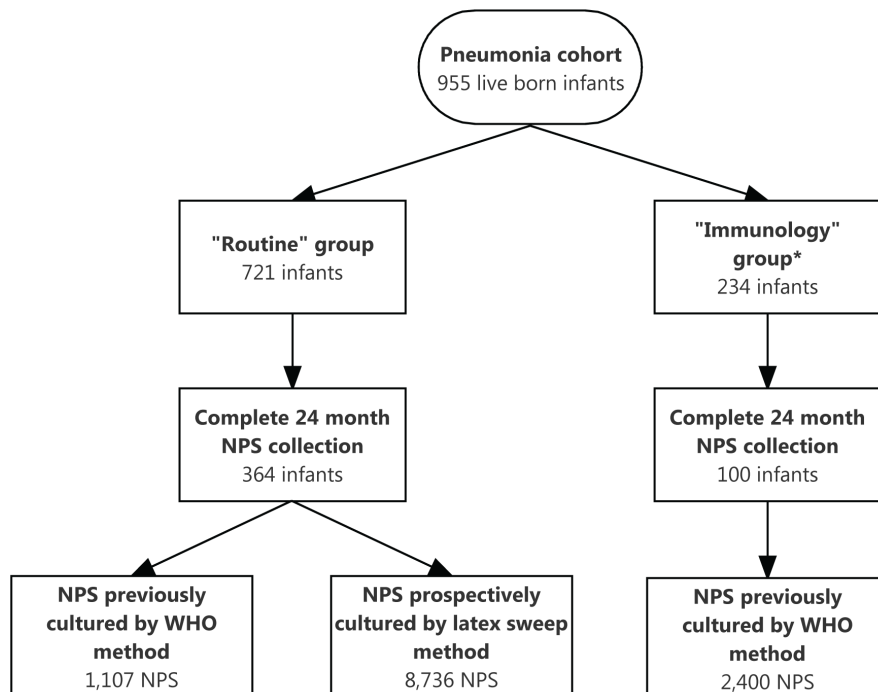 Pneumonia cohort
955 live born infants
"Routine" group
721 infants
"Immunology"
group*
234 infants
Complete 24 month
NPS collection
364 infants
Complete 24 month
NPS collection
100 infants
NPS previously
cultured by WHO
method
1,107 NPS
NPS prospectively
cultured by latex sweep
method
8,736 NPS
NPS previously
cultured by WHO
method
2,400 NPS